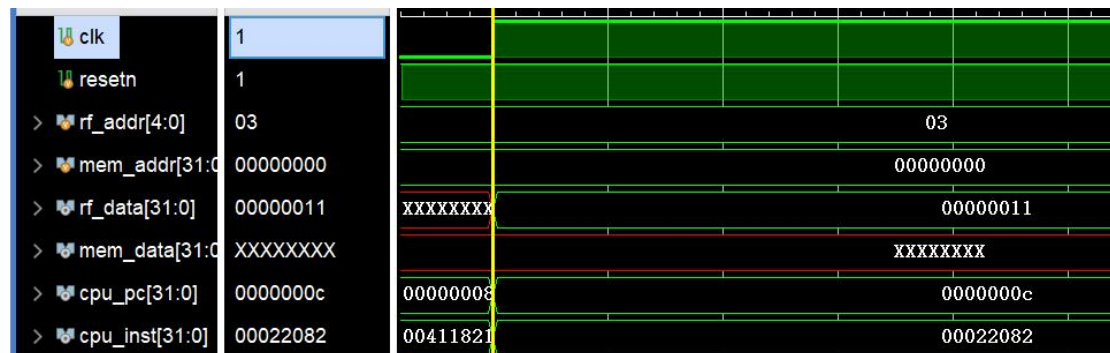 clk 1
resetn 1
rf_addr[4:0] 03 03
mem_addr[31:0 00000000 00000000
rf_data[31:0] 00000011 XXXXXXXX 00000011
mem_data[31:0 XXXXXXXX XXXXXXXX
cpu_pc[31:0] 0000000c 00000008 0000000c
cpu_inst[31:0] 00022082 00411821 00022082